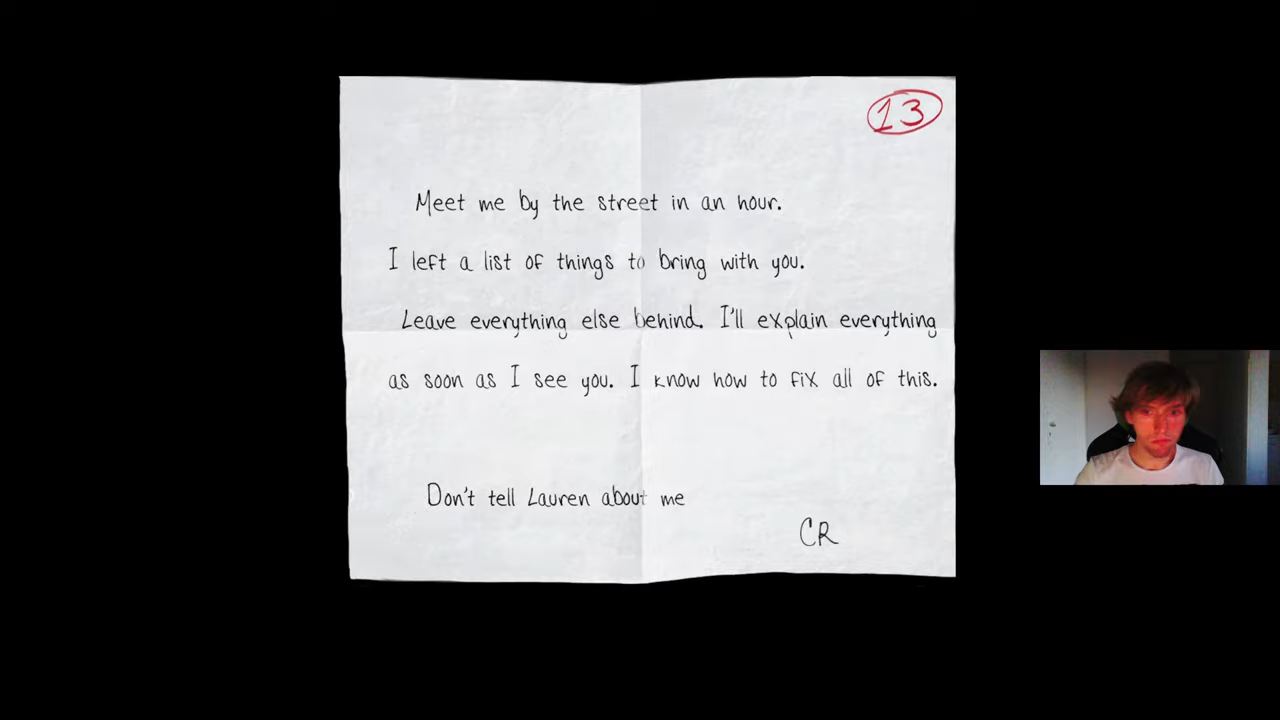 13
Meet me by the street in an hour.
I left a list of things to bring with you.
Leave everything else behind. I'll explain everything
as soon as I see you. I know how to fix all of this.
Don't tell Lauren about me
CR